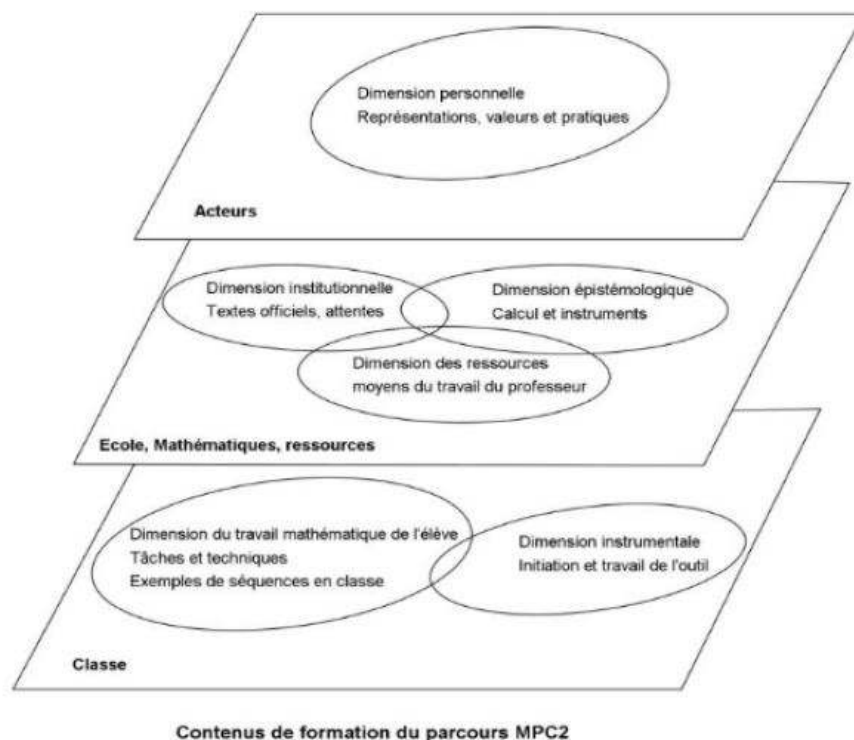 Dimension personnelle
Représentations, valeurs et pratiques
Acteurs
Dimension institutionnelle
Textes officiels, attentes
Dimension épistémologique
Calcul et instruments
Dimension des ressources
moyens du travail du professeur
Ecole, Mathématiques, ressources
Dimension du travail mathématique de l'élève
Tâches et techniques
Exemples de séquences en classe
Dimension instrumentale
Initiation et travail de l'outil
Classe
Contenus de formation du parcours MPC2